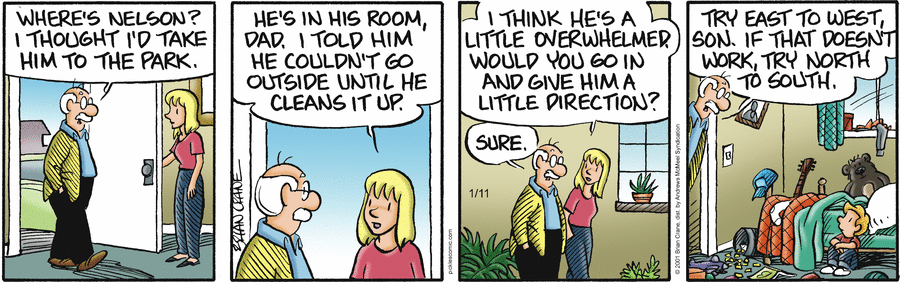 WHERE'S NELSON?
I THOUGHT I'D TAKE
HIM TO THE PARK.
BRIAN CRANE
HE'S IN HIS ROOM,
DAD. I TOLD HIM
HE COULDN'T GO
OUTSIDE UNTIL HE
CLEANS IT UP.
picklescomic.com
I THINK HE'S A
LITTLE OVERWHELMED.
WOULD YOU GO IN
AND GIVE HIM A
LITTLE DIRECTION?
SURE.
1/11
© 2001 Brian Crane, dist. by Andrews McMeel Syndication
TRY EAST TO WEST,
SON. IF THAT DOESN'T
WORK, TRY NORTH
TO SOUTH.